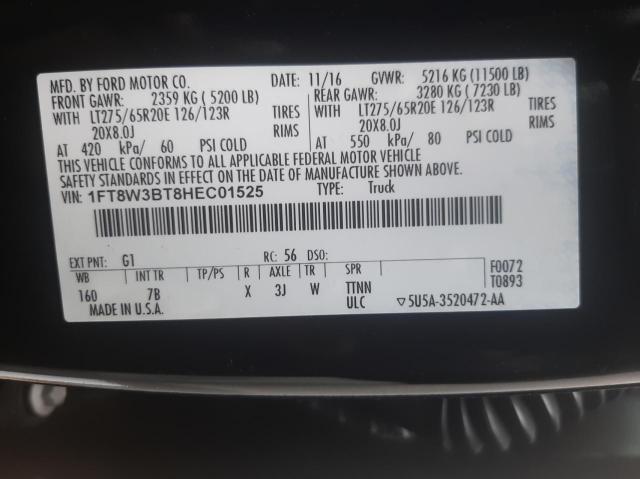 MFD. BY FORD MOTOR CO. DATE: 11/16 GVWR: 5216 KG (11500 LB)
FRONT GAWR: 2359 KG ( 5200 LB) REAR GAWR: 3280 KG ( 7230 LB)
WITH LT275/65R20E 126/123R TIRES WITH LT275/65R20E 126/123R TIRES
20X8.0J RIMS 20X8.0J RIMS
AT 420 kPa/ 60 PSI COLD AT 550 kPa/ 80 PSI COLD
THIS VEHICLE CONFORMS TO ALL APPLICABLE FEDERAL MOTOR VEHICLE
SAFETY STANDARDS IN EFFECT ON THE DATE OF MANUFACTURE SHOWN ABOVE.
VIN: 1FT8W3BT8HEC01525 TYPE: Truck
EXT PNT: G1 RC: 56 DSO: F0072
WB INT TR TP/PS R AXLE TR SPR T0893
160 7B X 3J W TTNN
MADE IN U.S.A. ULC ▽5U5A-3520472-AA